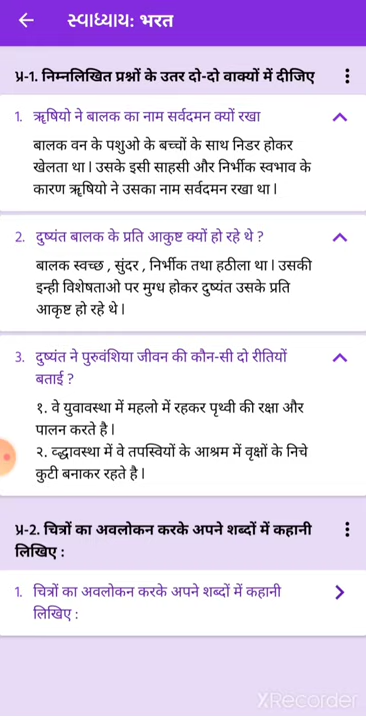 સ્વાધ્યાય: भरत
प्र-1. निम्नलिखित प्रश्नों के उतर दो-दो वाक्यों में दीजिए
1. ऋषियो ने बालक का नाम सर्वदमन क्यों रखा
बालक वन के पशुओ के बच्चों के साथ निडर होकर
खेलता था। उसके इसी साहसी और निर्भीक स्वभाव के
कारण ऋषियो ने उसका नाम सर्वदमन रखा था।
2. दुष्यंत बालक के प्रति आकुष्ट क्यों हो रहे थे ?
बालक स्वच्छ , सुंदर , निर्भीक तथा हठीला था। उसकी
इन्ही विशेषताओ पर मुग्ध होकर दुष्यंत उसके प्रति
आकृष्ट हो रहे थे।
3. दुष्यंत ने पुरुवंशिया जीवन की कौन-सी दो रीतियों
बताई ?
१. वे युवावस्था में महलो में रहकर पृथ्वी की रक्षा और
पालन करते है।
२. व्द्धावस्था में वे तपस्वियों के आश्रम में वृक्षों के निचे
कुटी बनाकर रहते है।
प्र-2. चित्रों का अवलोकन करके अपने शब्दों में कहानी
लिखिए :
1. चित्रों का अवलोकन करके अपने शब्दों में कहानी
लिखिए :
XRecorder